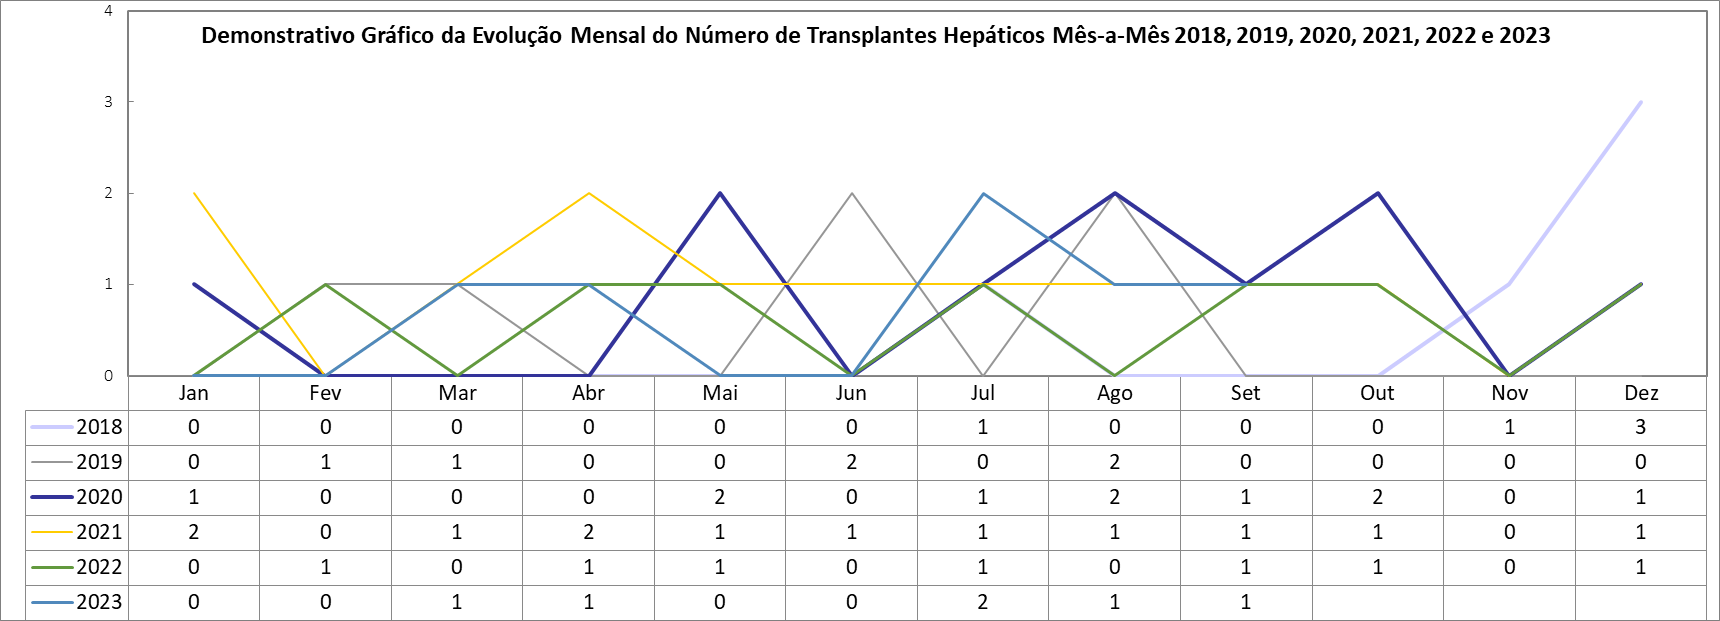 Demonstrativo Gráfico da Evolução Mensal do Número de Transplantes Hepáticos Mês-a-Mês 2018, 2019, 2020, 2021, 2022 e 2023
4
3
2
1
0
Jan Fev Mar Abr Mai Jun Jul Ago Set Out Nov Dez
2018 0 0 0 0 0 0 1 0 0 0 1 3
2019 0 1 1 0 0 2 0 2 0 0 0 0
2020 1 0 0 0 2 0 1 2 1 2 0 1
2021 2 0 1 2 1 1 1 1 1 1 0 1
2022 0 1 0 1 1 0 1 0 1 1 0 1
2023 0 0 1 1 0 0 2 1 1